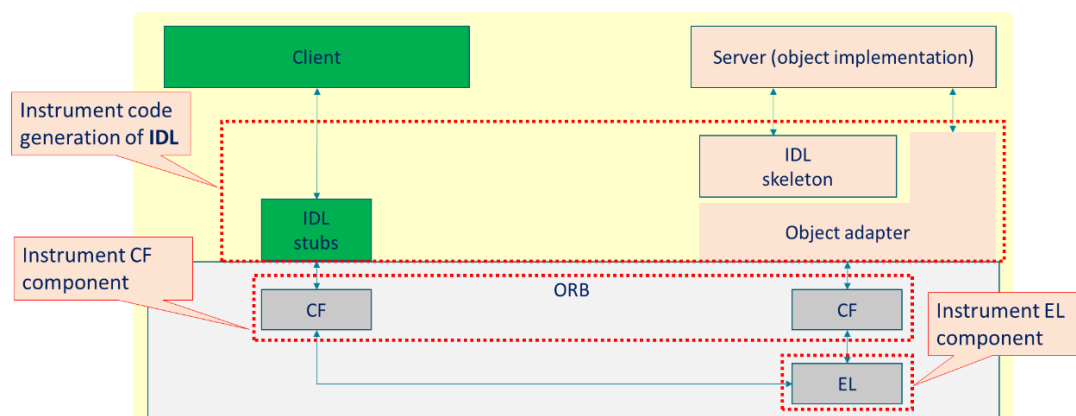 Client
Server (object implementation)
Instrument code
generation of IDL
IDL
skeleton
IDL
stubs
Object adapter
Instrument CF
component
ORB
CF
CF
Instrument EL
component
EL